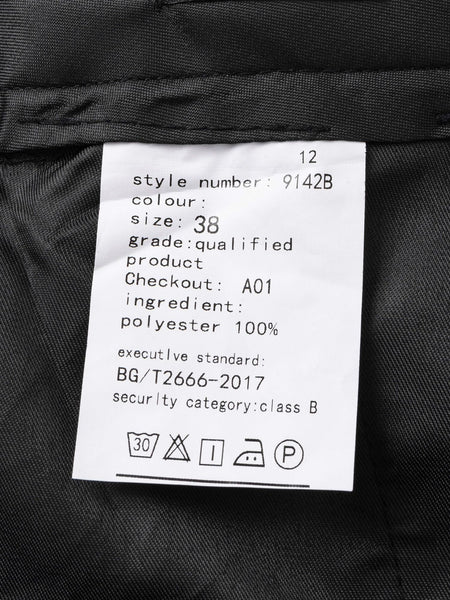 12
style number: 9142B
colour:
size: 38
grade:qualified
product
Checkout: A01
ingredient:
polyester 100%
executive standard:
BG/T2666-2017
security category:class B
30
P